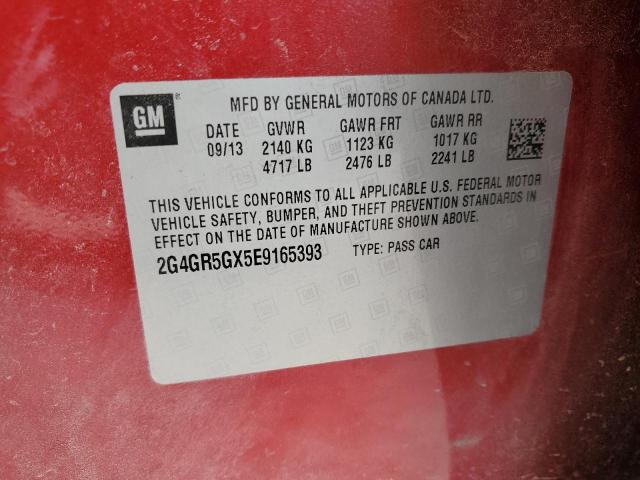 GM
MFD BY GENERAL MOTORS OF CANADA LTD.
DATE GVWR GAWR FRT GAWR RR
09/13 2140 KG 1123 KG 1017 KG
4717 LB 2476 LB 2241 LB
THIS VEHICLE CONFORMS TO ALL APPLICABLE U.S. FEDERAL MOTOR
VEHICLE SAFETY, BUMPER, AND THEFT PREVENTION STANDARDS IN
EFFECT ON THE DATE OF MANUFACTURE SHOWN ABOVE.
2G4GR5GX5E9165393 TYPE: PASS CAR